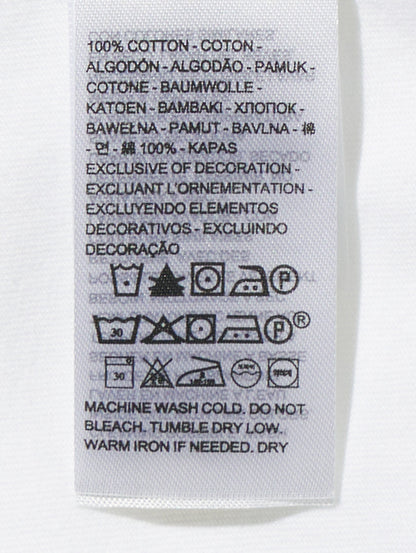 100% COTTON - COTON -
ALGODÓN - ALGODÃO - PAMUK -
COTONE - BAUMWOLLE -
KATOEN - BAMBAKI - ХЛОПОК -
BAWEŁNA - PAMUT - BAVLNA - 棉
- 면 - 綿 100% - KAPAS
EXCLUSIVE OF DECORATION -
EXCLUANT L'ORNEMENTATION -
EXCLUYENDO ELEMENTOS
DECORATIVOS - EXCLUINDO
DECORAÇÃO
P
30 P ®
30
MACHINE WASH COLD. DO NOT
BLEACH. TUMBLE DRY LOW.
WARM IRON IF NEEDED. DRY